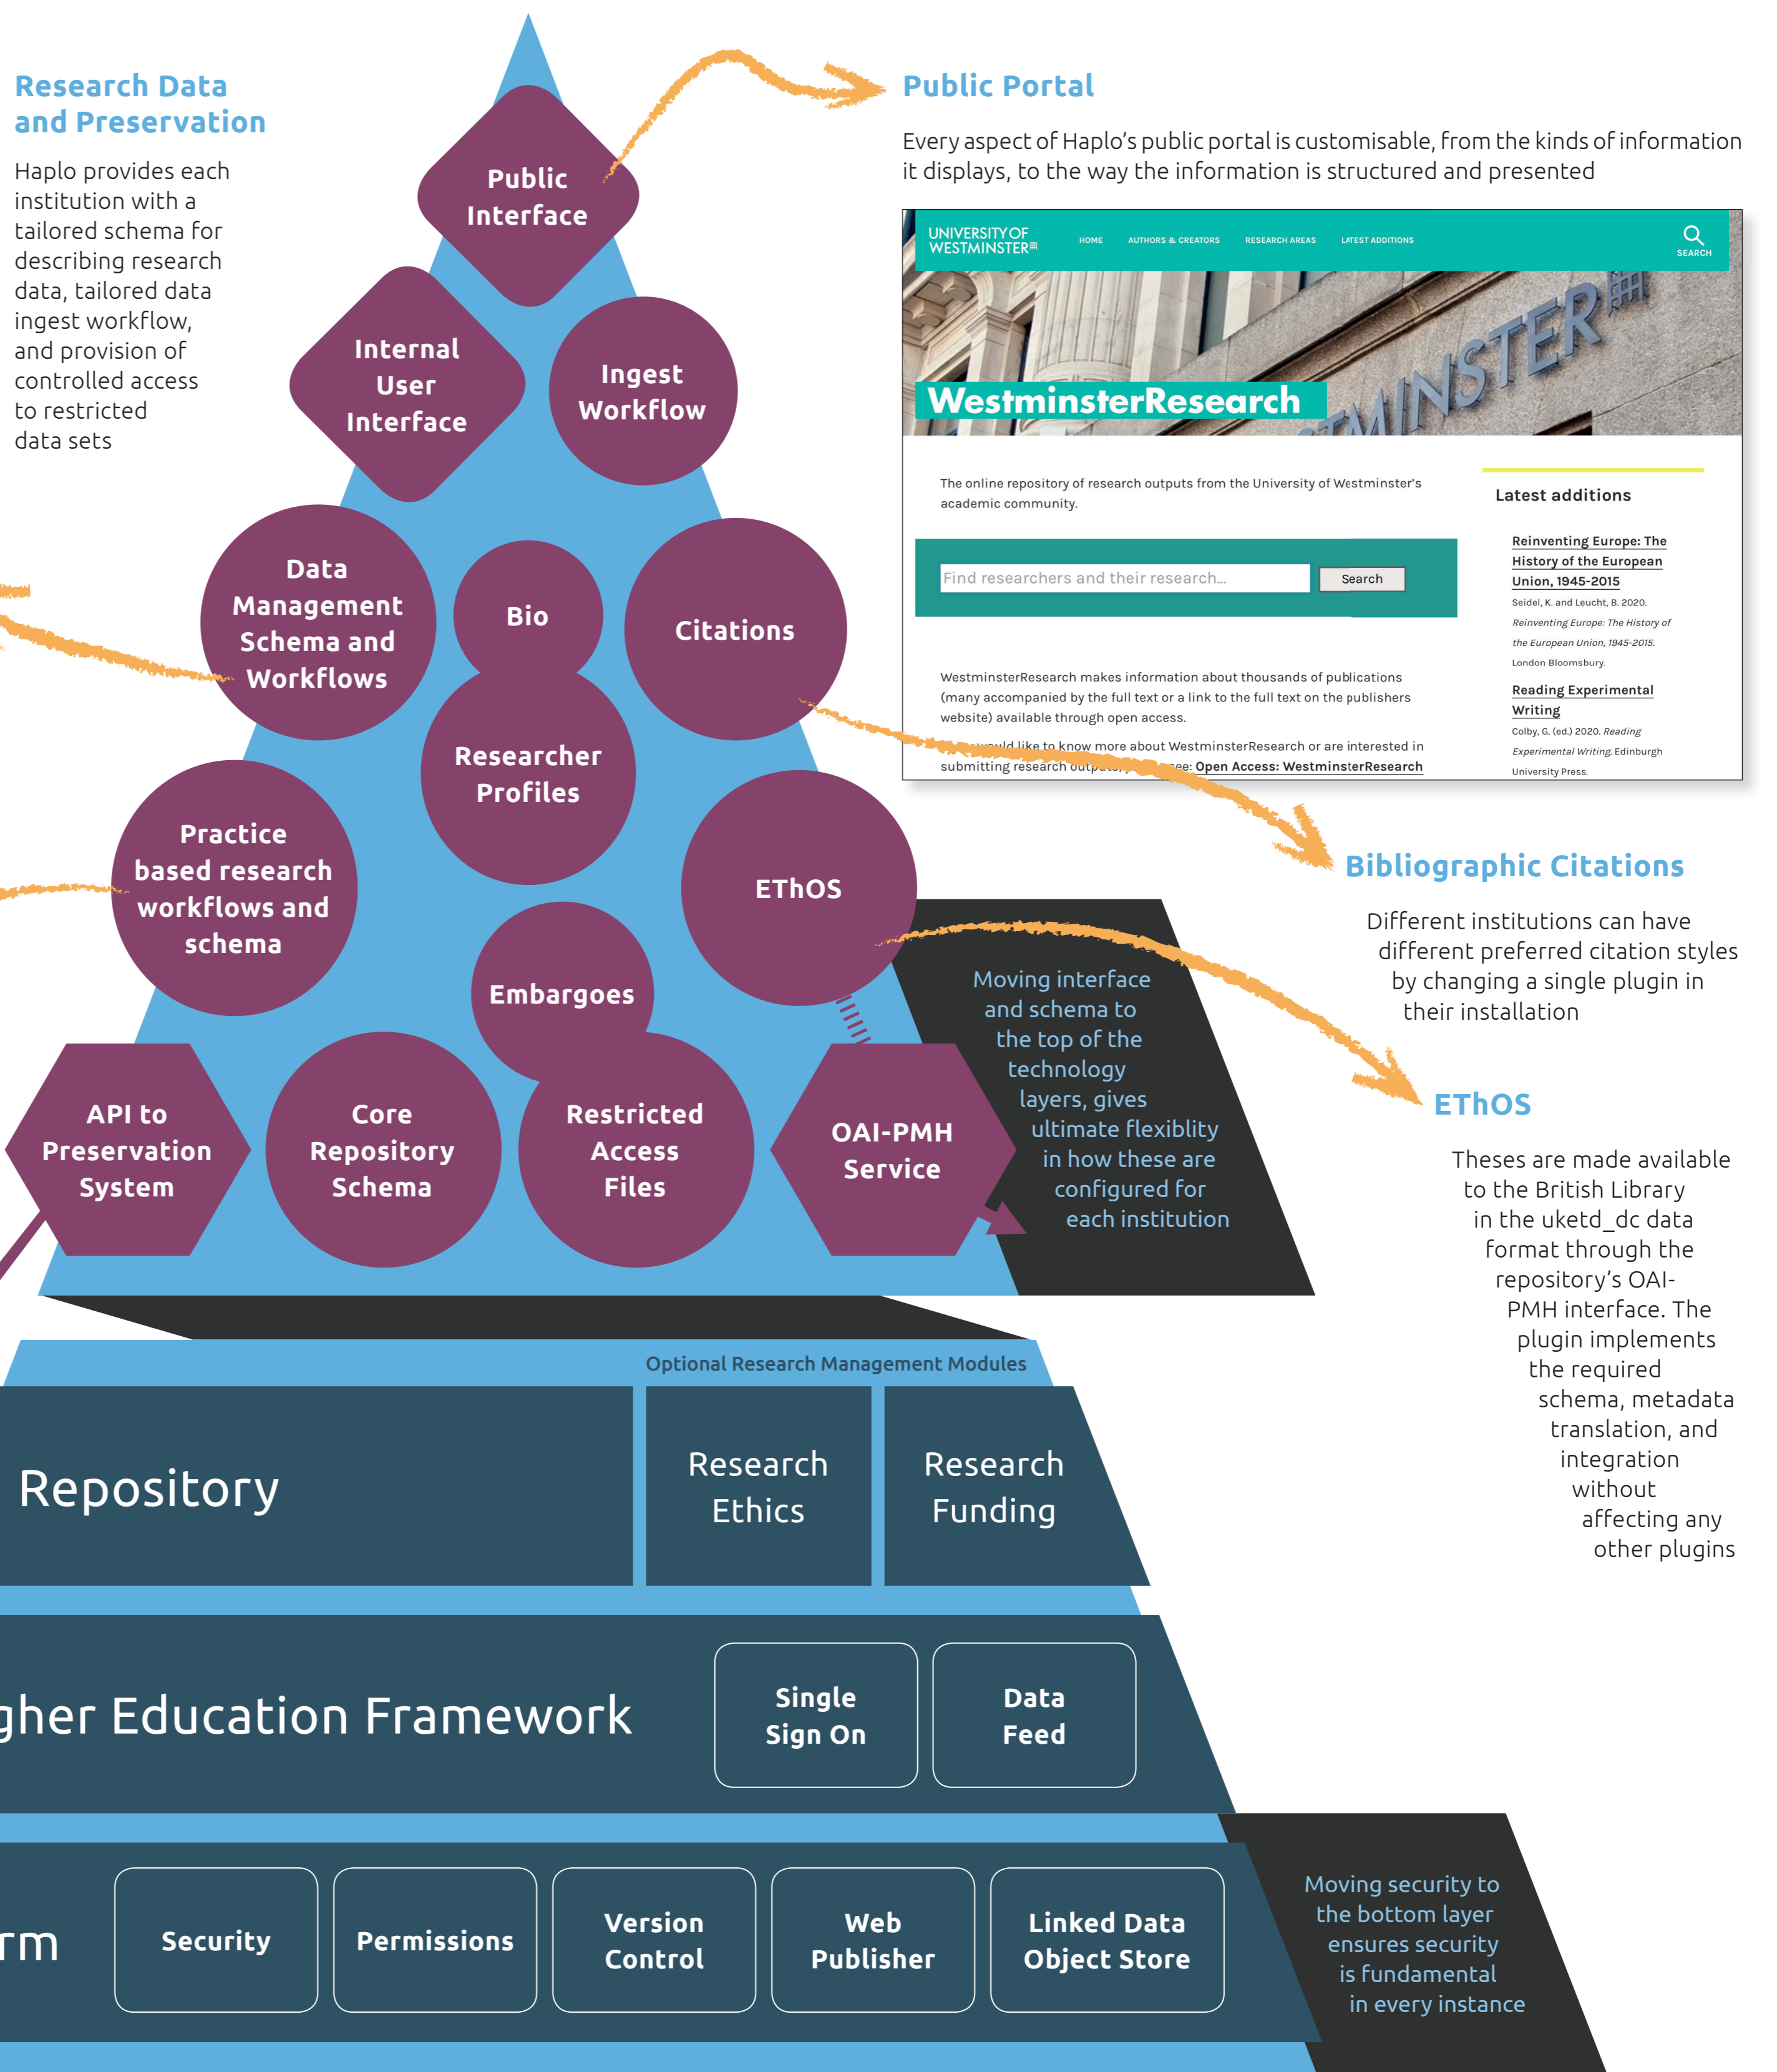 Research Data
and Preservation
Haplo provides each
institution with a
tailored schema for
describing research
data, tailored data
ingest workflow,
and provision of
controlled access
to restricted
data sets
Public Portal
Every aspect of Haplo's public portal is customisable, from the kinds of information
it displays, to the way the information is structured and presented
UNIVERSITY OF
WESTMINSTER
HOME
AUTHORS & CREATORS
RESEARCH AREAS
LATEST ADDITIONS
SEARCH
MINSTER
WestminsterResearch
The online repository of research outputs from the University of Westminster's
academic community.
Find researchers and their research...
Search
WestminsterResearch makes information about thousands of publications
(many accompanied by the full text or a link to the full text on the publishers
website) available through open access.
would like to know more about WestminsterResearch or are interested in
submitting research see: Open Access: WestminsterResearch
Latest additions
Reinventing Europe: The
History of the European
Union, 1945-2015
Seidel, K. and Leucht, B. 2020.
Reinventing Europe: The History of
the European Union, 1945-2015.
London Bloomsbury.
Reading Experimental
Writing
Colby, G. (ed.) 2020. Reading
Experimental Writing. Edinburgh
University Press.
Public
Interface
Internal
User
Interface
Ingest
Workflow
Data
Management
Schema and
Workflows
Bio
Citations
Researcher
Profiles
Practice
based research
workflows and
schema
EThOS
Embargoes
API to
Preservation
System
Core
Repository
Schema
Restricted
Access
Files
OAI-PMH
Service
Moving interface
and schema to
the top of the
technology
layers, gives
ultimate flexiblity
in how these are
configured for
each institution
Bibliographic Citations
Different institutions can have
different preferred citation styles
by changing a single plugin in
their installation
EThOS
Theses are made available
to the British Library
in the uketd_dc data
format through the
repository's OAI-
PMH interface. The
plugin implements
the required
schema, metadata
translation, and
integration
without
affecting any
other plugins
Optional Research Management Modules
Repository
Research
Ethics
Research
Funding
gher Education Framework
Single
Sign On
Data
Feed
rm
Security
Permissions
Version
Control
Web
Publisher
Linked Data
Object Store
Moving security to
the bottom layer
ensures security
is fundamental
in every instance